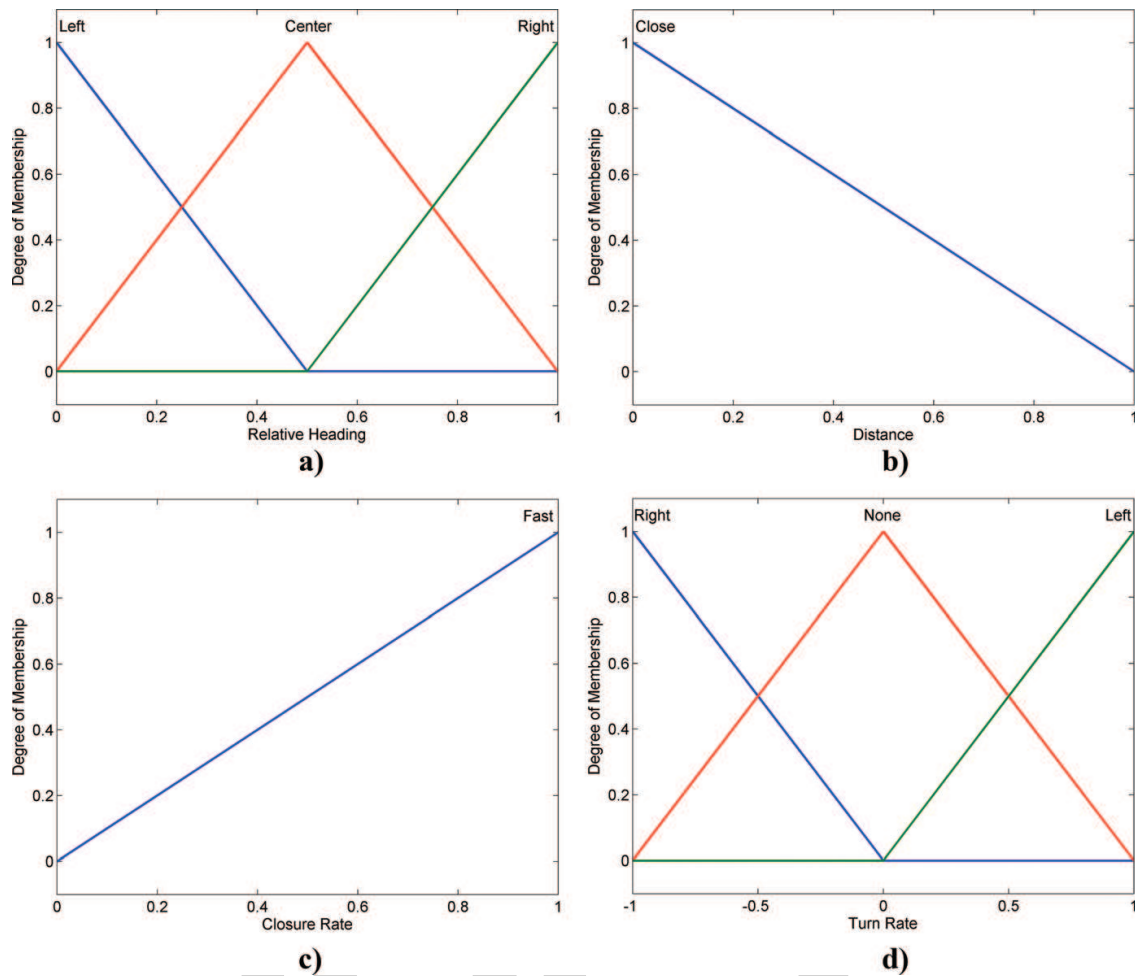 Left Center Right
1
0.8
0.6
0.4
0.2
0
Degree of Membership
0 0.2 0.4 0.6 0.8 1
Relative Heading
a)
Close
1
0.8
0.6
0.4
0.2
0
Degree of Membership
0 0.2 0.4 0.6 0.8 1
Distance
b)
Fast
1
0.8
0.6
0.4
0.2
0
Degree of Membership
0 0.2 0.4 0.6 0.8 1
Closure Rate
c)
Right None Left
1
0.8
0.6
0.4
0.2
0
Degree of Membership
-1 -0.5 0 0.5 1
Turn Rate
d)